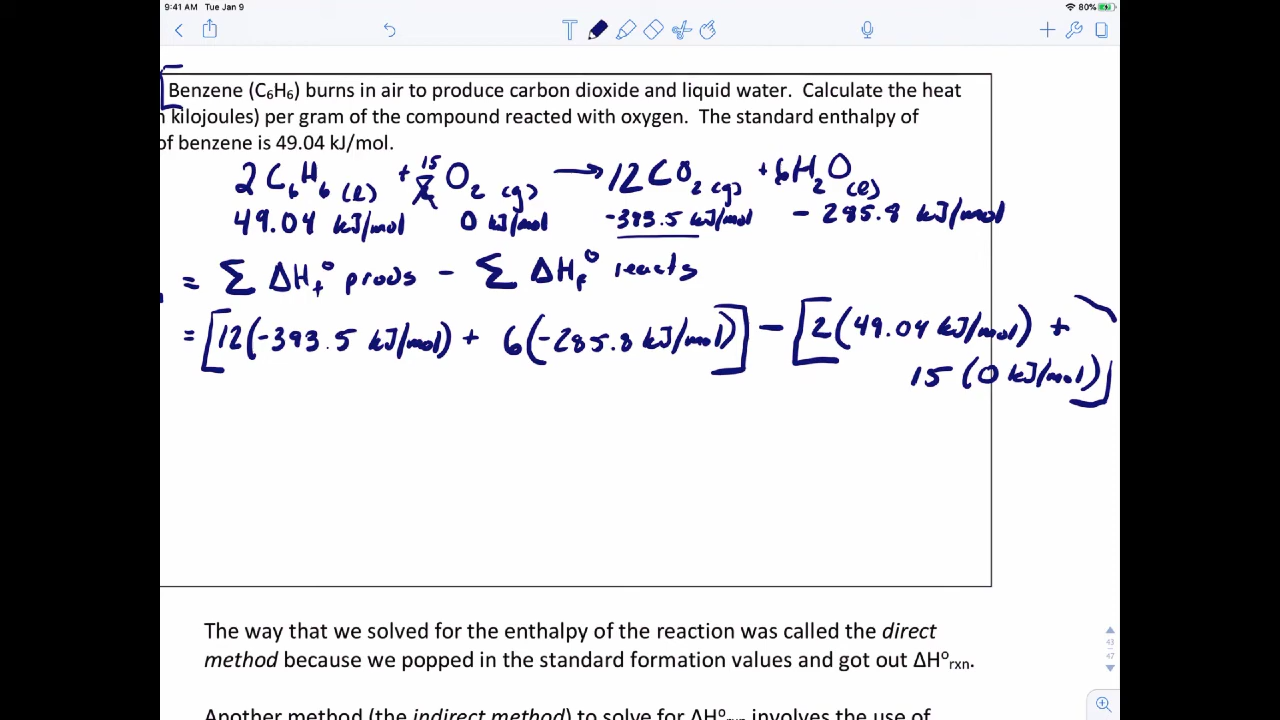 9:41 AM Tue Jan 9
80%
Benzene (C₆H₆) burns in air to produce carbon dioxide and liquid water. Calculate the heat
kilojoules) per gram of the compound reacted with oxygen. The standard enthalpy of
of benzene is 49.04 kJ/mol.
2C₆H₆ (l) + 15 O₂ (g) → 12CO₂ (g) + 6H₂O (l)
49.04 kJ/mol 0 kJ/mol -393.5 kJ/mol - 285.8 kJ/mol
= Σ ΔHf° prods - Σ ΔHf° reacts
= [12(-393.5 kJ/mol) + 6(-285.8 kJ/mol)] - [2(49.04 kJ/mol) +
15 (0 kJ/mol)]
The way that we solved for the enthalpy of the reaction was called the direct
method because we popped in the standard formation values and got out ΔH°rxn.
Another method (the indirect method) to solve for ΔH°rxn involves the use of
43
47